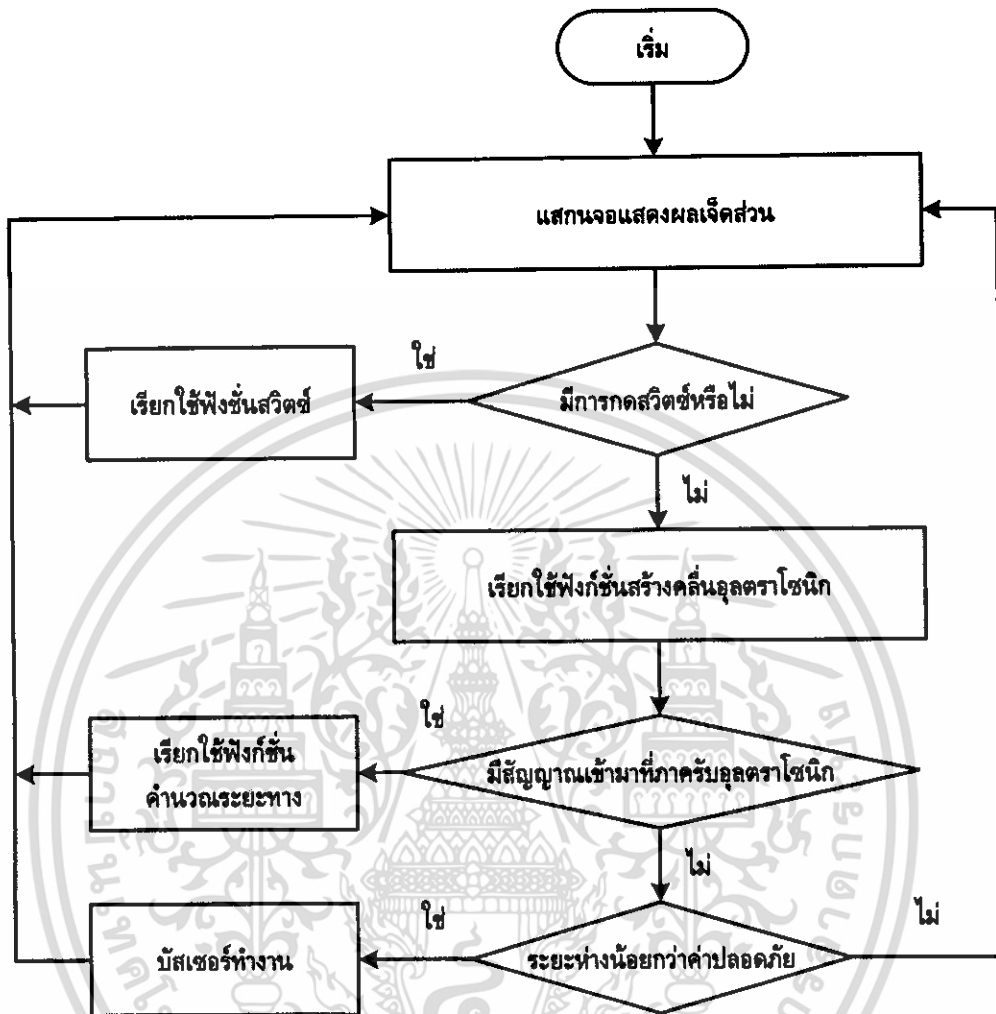 เริ่ม
แสกนจอแสดงผลเจ็ดส่วน
ใช่
เรียกใช้ฟังชั่นสวิตช์
มีการกดสวิตช์หรือไม่
ไม่
เรียกใช้ฟังก์ชั่นสร้างคลื่นอุลตราโซนิก
ใช่
เรียกใช้ฟังก์ชั่น
คำนวณระยะทาง
มีสัญญาณเข้ามาที่ภาครับอุลตราโซนิก
ไม่
ใช่
ไม่
บัสเซอร์ทำงาน
ระยะห่างน้อยกว่าค่าปลอดภัย